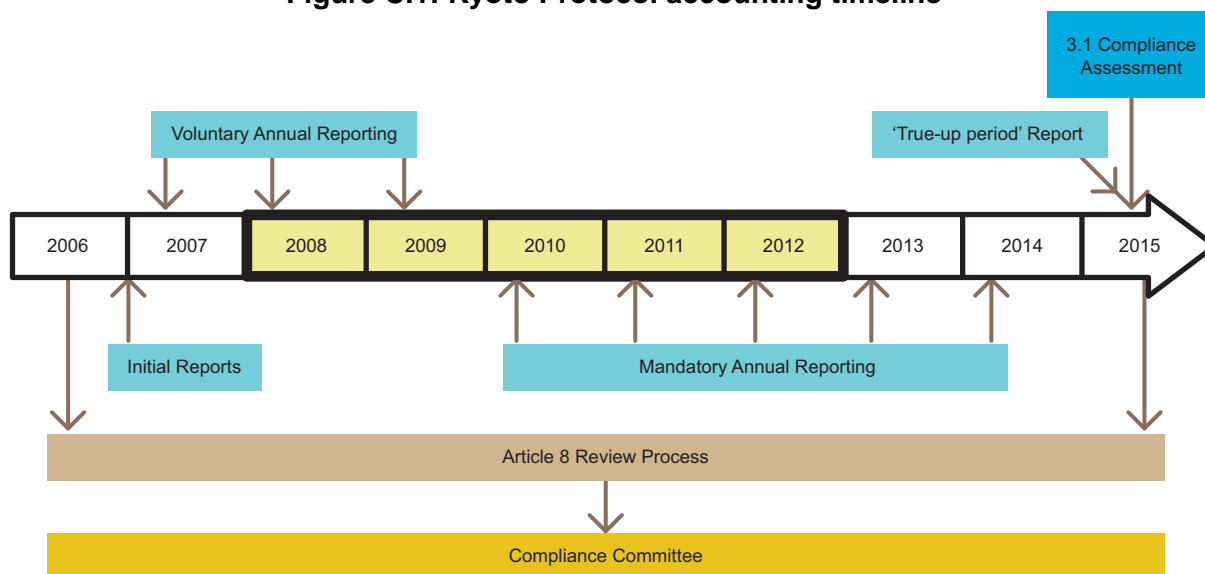 3.1 Compliance
Assessment
Voluntary Annual Reporting
‘True-up period’ Report
2006
2007
2008
2009
2010
2011
2012
2013
2014
2015
Initial Reports
Mandatory Annual Reporting
Article 8 Review Process
Compliance Committee